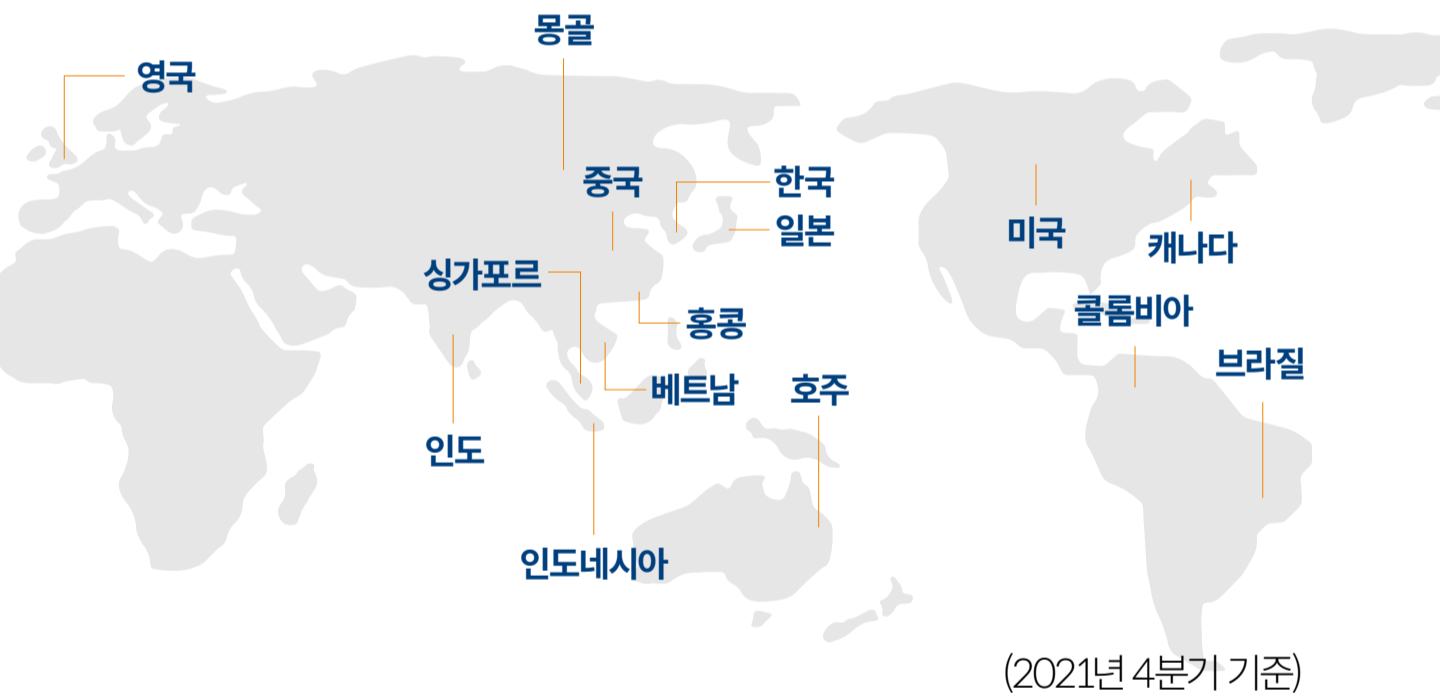 몽골
영국
중국
한국
일본
미국
캐나다
싱가포르
콜롬비아
홍콩
브라질
베트남
호주
인도
인도네시아
(2021년 4분기 기준)